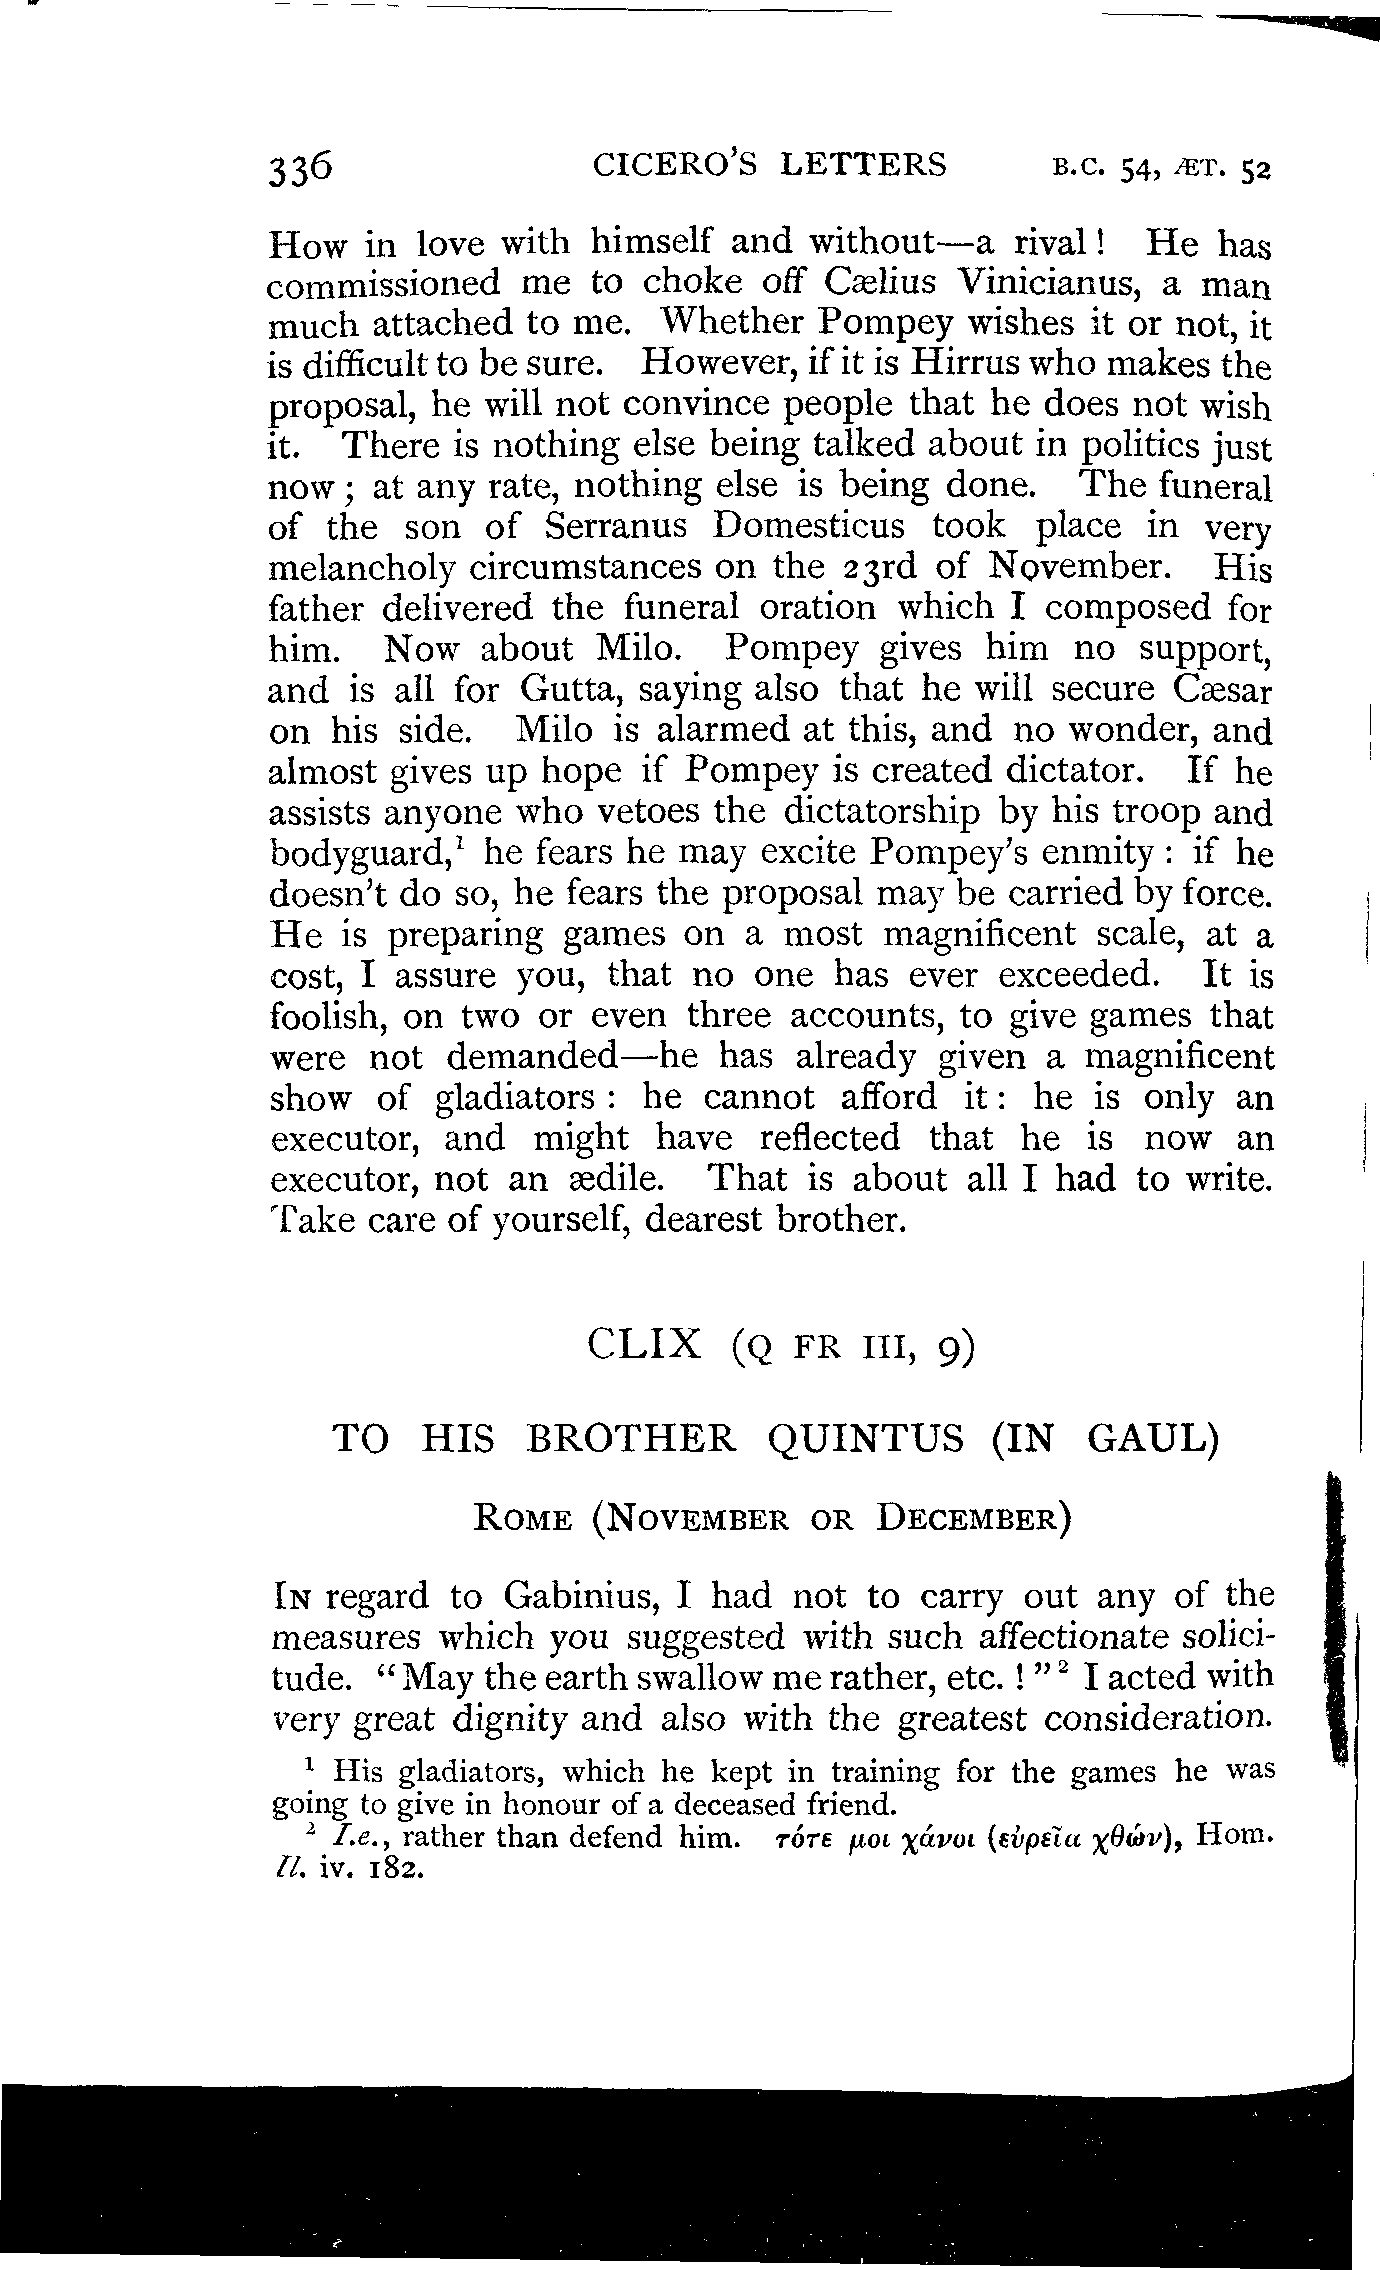 336 CICERO'S LETTERS B.C. 54, ÆT. 52
How in love with himself and without—a rival! He has
commissioned me to choke off Cælius Vinicianus, a man
much attached to me. Whether Pompey wishes it or not, it
is difficult to be sure. However, if it is Hirrus who makes the
proposal, he will not convince people that he does not wish
it. There is nothing else being talked about in politics just
now; at any rate, nothing else is being done. The funeral
of the son of Serranus Domesticus took place in very
melancholy circumstances on the 23rd of November. His
father delivered the funeral oration which I composed for
him. Now about Milo. Pompey gives him no support,
and is all for Gutta, saying also that he will secure Cæsar
on his side. Milo is alarmed at this, and no wonder, and
almost gives up hope if Pompey is created dictator. If he
assists anyone who vetoes the dictatorship by his troop and
bodyguard,¹ he fears he may excite Pompey's enmity: if he
doesn't do so, he fears the proposal may be carried by force.
He is preparing games on a most magnificent scale, at a
cost, I assure you, that no one has ever exceeded. It is
foolish, on two or even three accounts, to give games that
were not demanded—he has already given a magnificent
show of gladiators: he cannot afford it: he is only an
executor, and might have reflected that he is now an
executor, not an ædile. That is about all I had to write.
Take care of yourself, dearest brother.
CLIX (Q FR III, 9)
TO HIS BROTHER QUINTUS (IN GAUL)
ROME (NOVEMBER OR DECEMBER)
IN regard to Gabinius, I had not to carry out any of the
measures which you suggested with such affectionate solici-
tude. "May the earth swallow me rather, etc.!"² I acted with
very great dignity and also with the greatest consideration.
¹ His gladiators, which he kept in training for the games he was
going to give in honour of a deceased friend.
² I.e., rather than defend him. τότε μοι χάνοι (εὐρεῖα χθών), Hom.
Il. iv. 182.